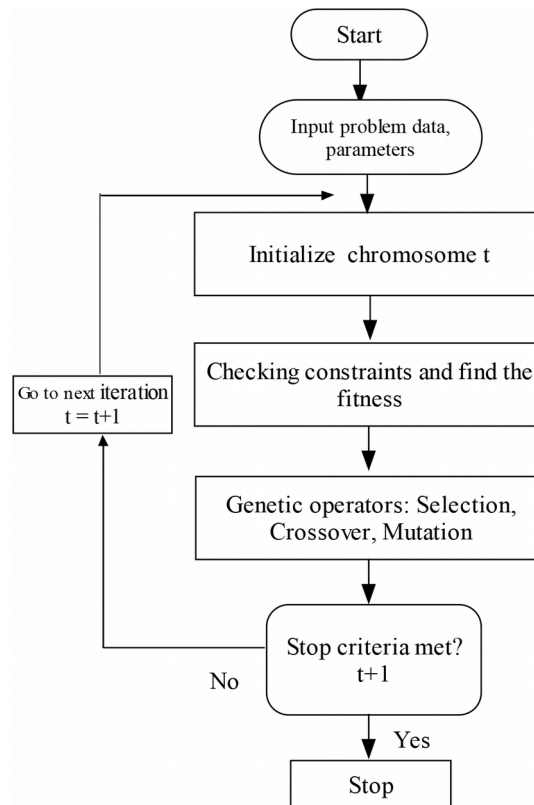 Start
Input problem data,
parameters
Initialize chromosome t
Checking constraints and find the
fitness
Go to next iteration
t = t+1
Genetic operators: Selection,
Crossover, Mutation
Stop criteria met?
t+1
No
Yes
Stop